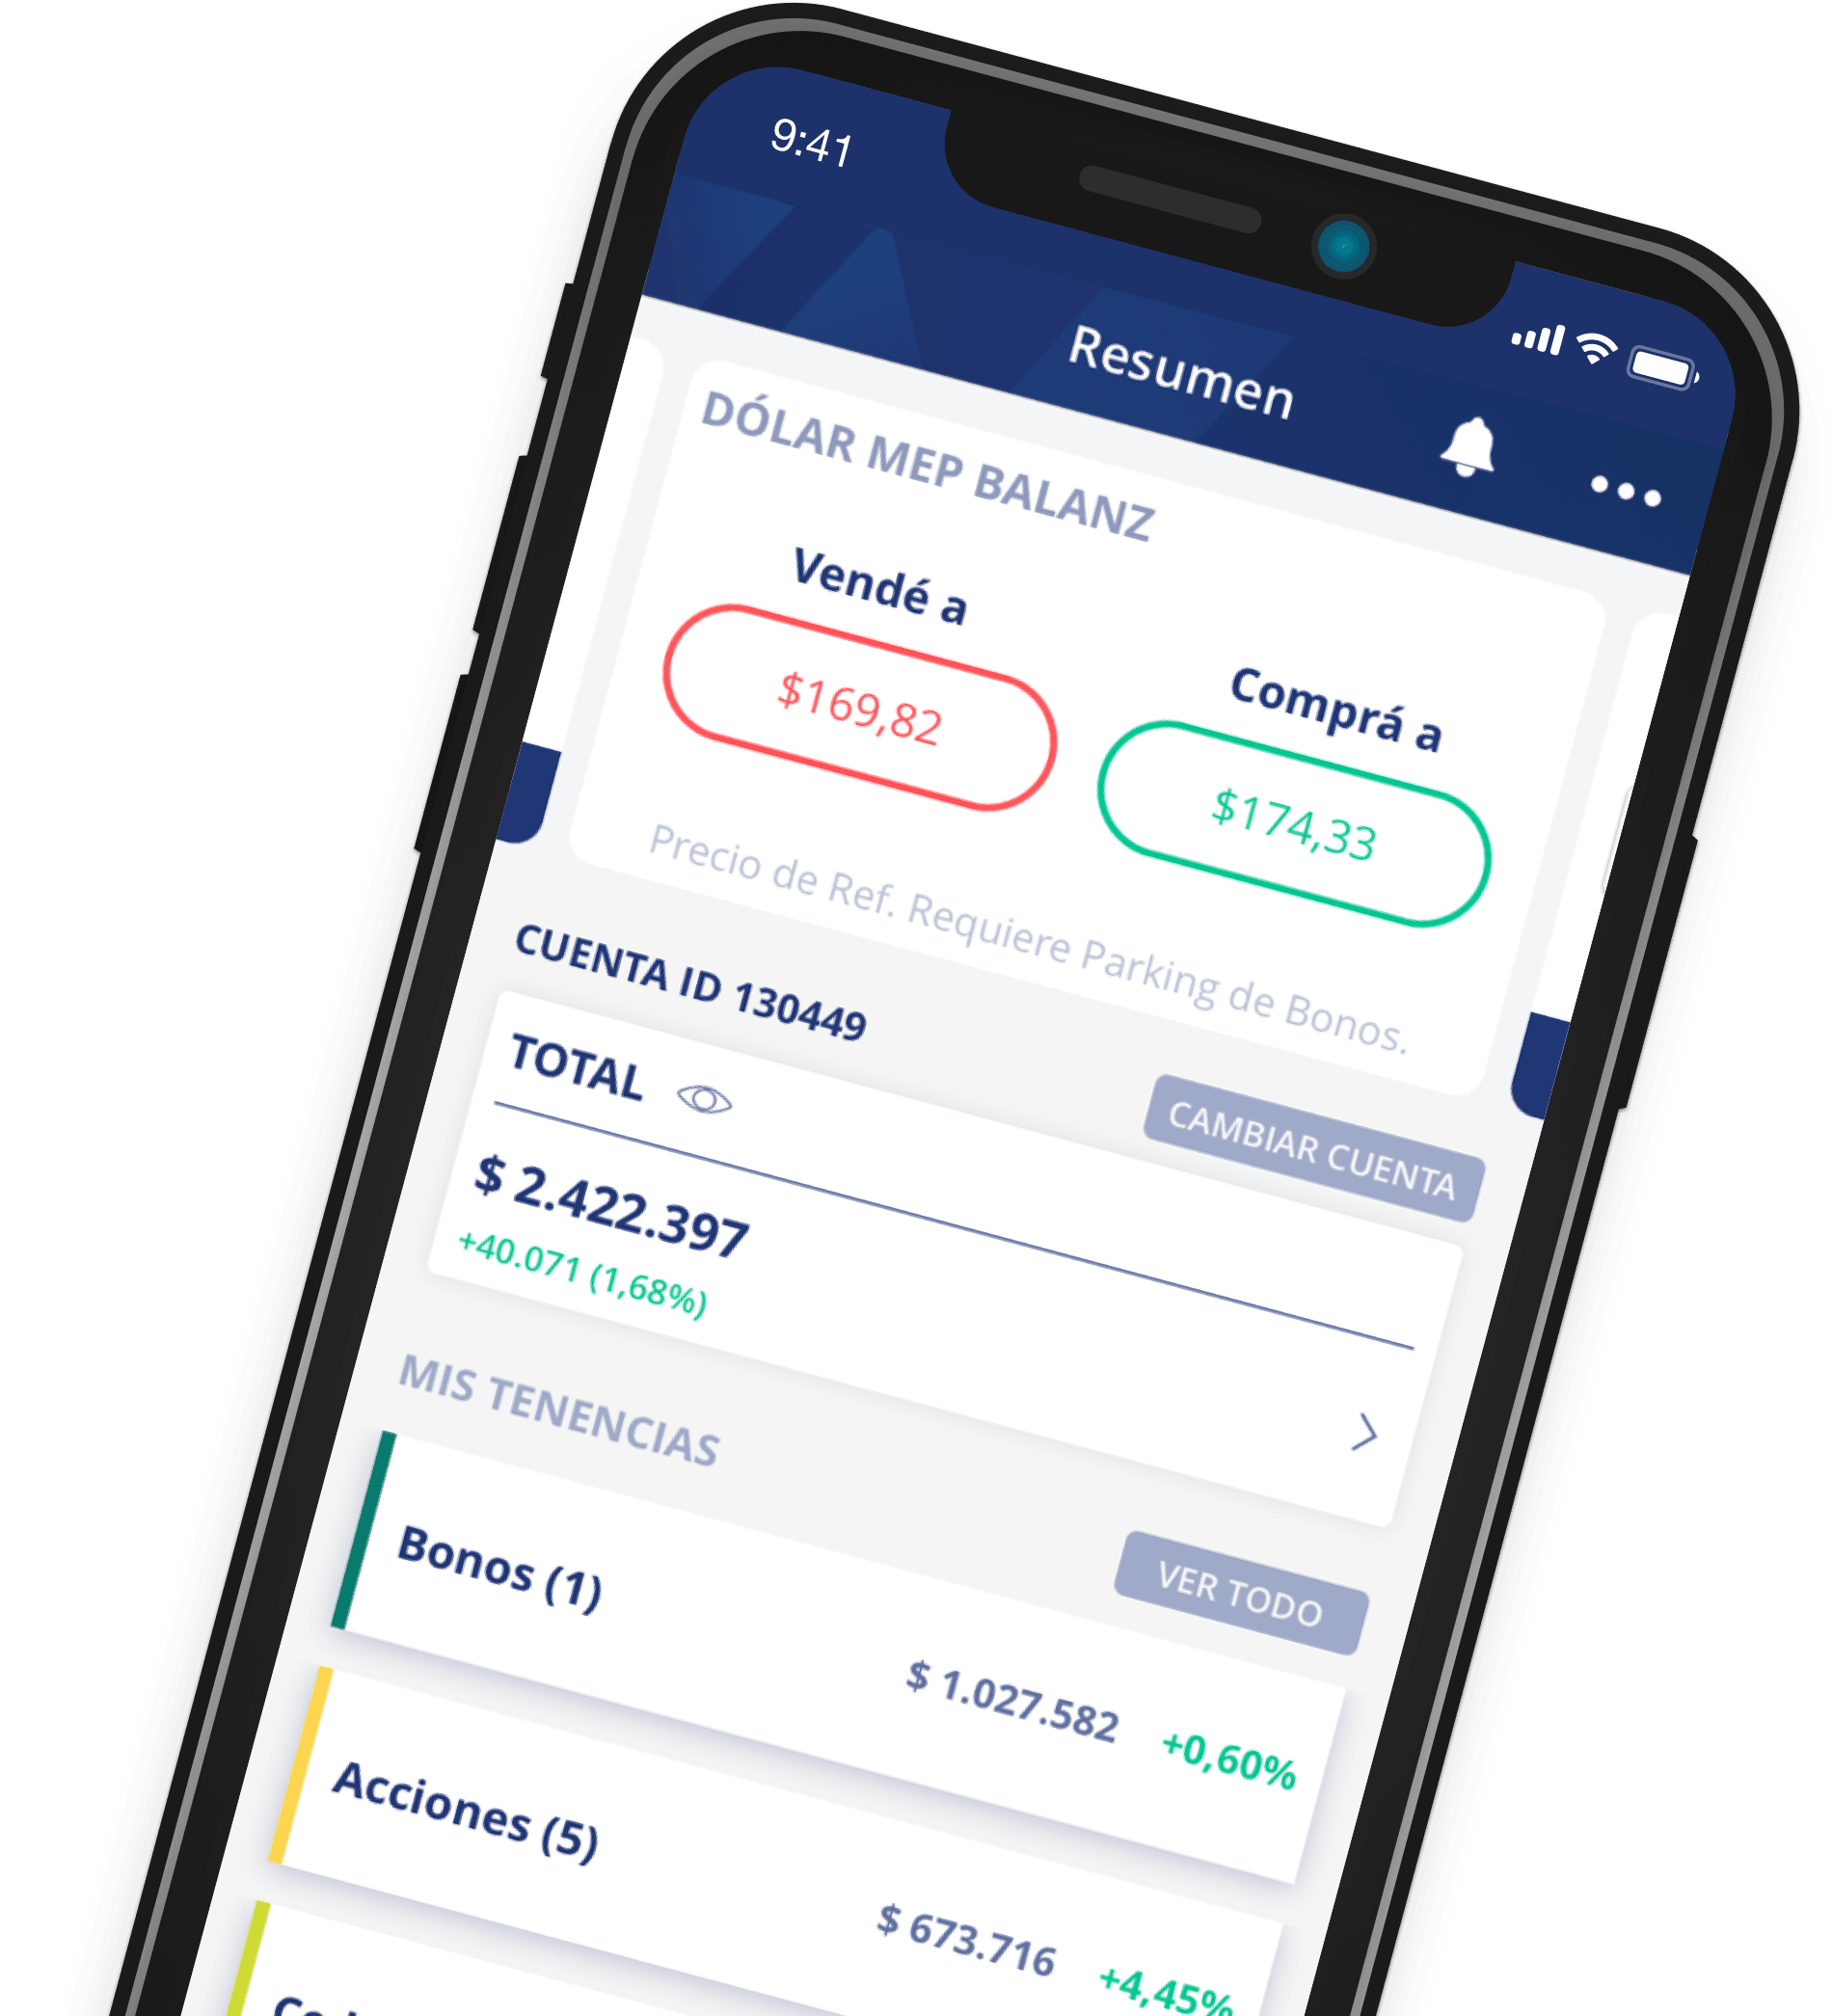 9:41
Resumen
DÓLAR MEP BALANZ
Vendé a
Comprá a
$169,82
$174,33
Precio de Ref. Requiere Parking de Bonos.
CUENTA ID 130449
CAMBIAR CUENTA
TOTAL
$ 2.422.397
+40.071 (1,68%)
MIS TENENCIAS
VER TODO
Bonos (1)
$ 1.027.582
+0,60%
Acciones (5)
$ 673.716
+4,45%